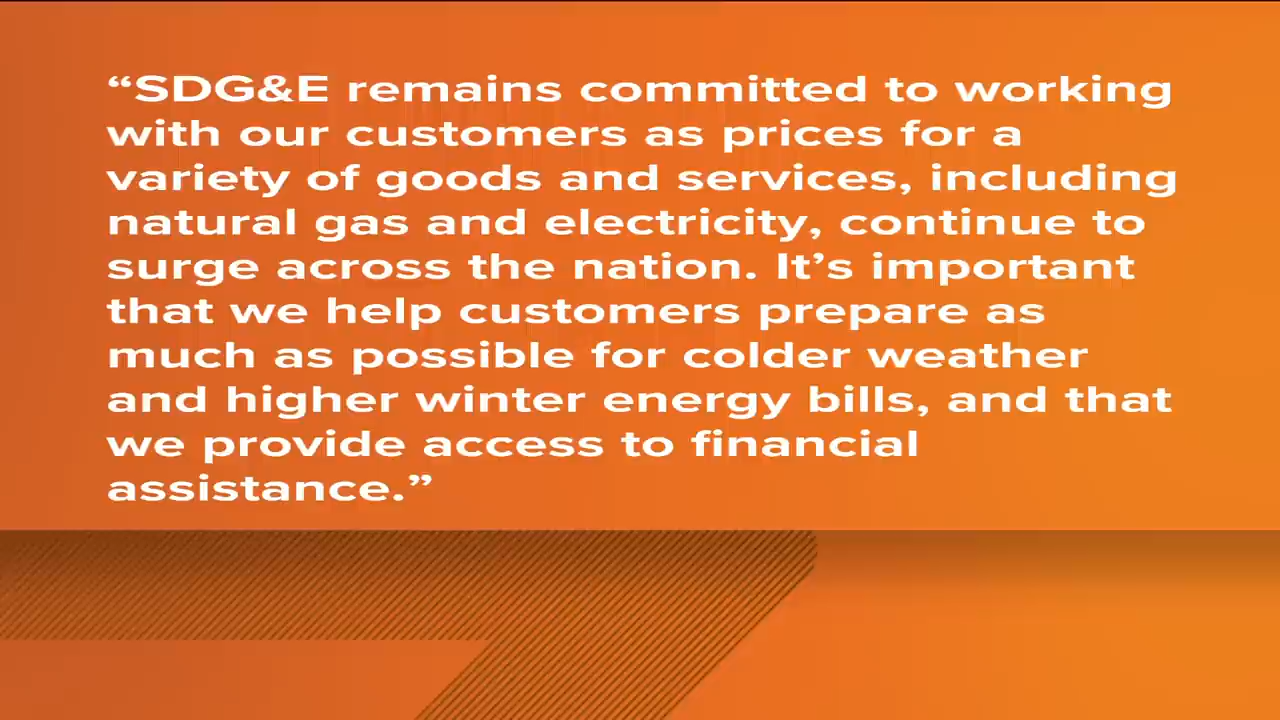 “SDG&E remains committed to working
with our customers as prices for a
variety of goods and services, including
natural gas and electricity, continue to
surge across the nation. It’s important
that we help customers prepare as
much as possible for colder weather
and higher winter energy bills, and that
we provide access to financial
assistance.”